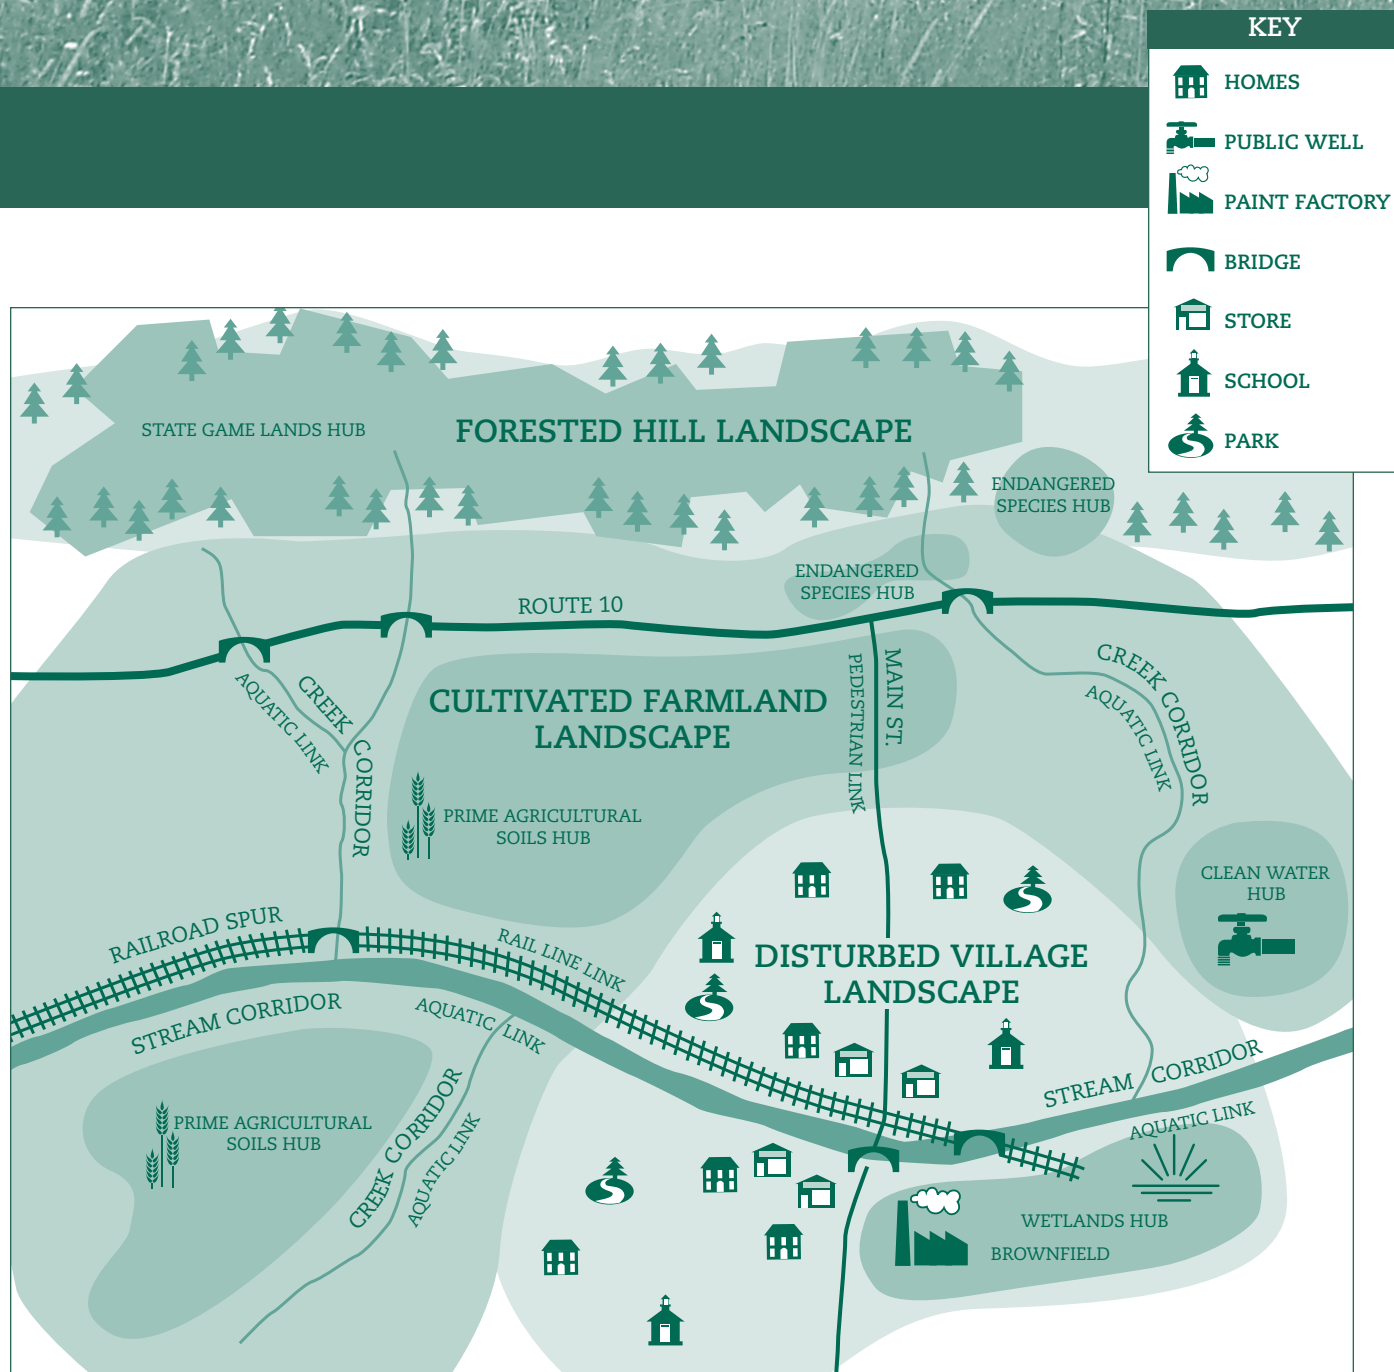 KEY
HOMES
PUBLIC WELL
PAINT FACTORY
BRIDGE
STORE
SCHOOL
PARK
STATE GAME LANDS HUB
FORESTED HILL LANDSCAPE
ENDANGERED
SPECIES HUB
ENDANGERED
SPECIES HUB
ROUTE 10
CREEK CORRIDOR
AQUATIC LINK
CULTIVATED FARMLAND
LANDSCAPE
MAIN ST.
PEDESTRIAN LINK
CREEK CORRIDOR
AQUATIC LINK
PRIME AGRICULTURAL
SOILS HUB
CLEAN WATER
HUB
RAILROAD SPUR
RAIL LINE LINK
DISTURBED VILLAGE
LANDSCAPE
STREAM CORRIDOR
AQUATIC LINK
STREAM CORRIDOR
AQUATIC LINK
PRIME AGRICULTURAL
SOILS HUB
CREEK CORRIDOR
AQUATIC LINK
WETLANDS HUB
BROWNFIELD